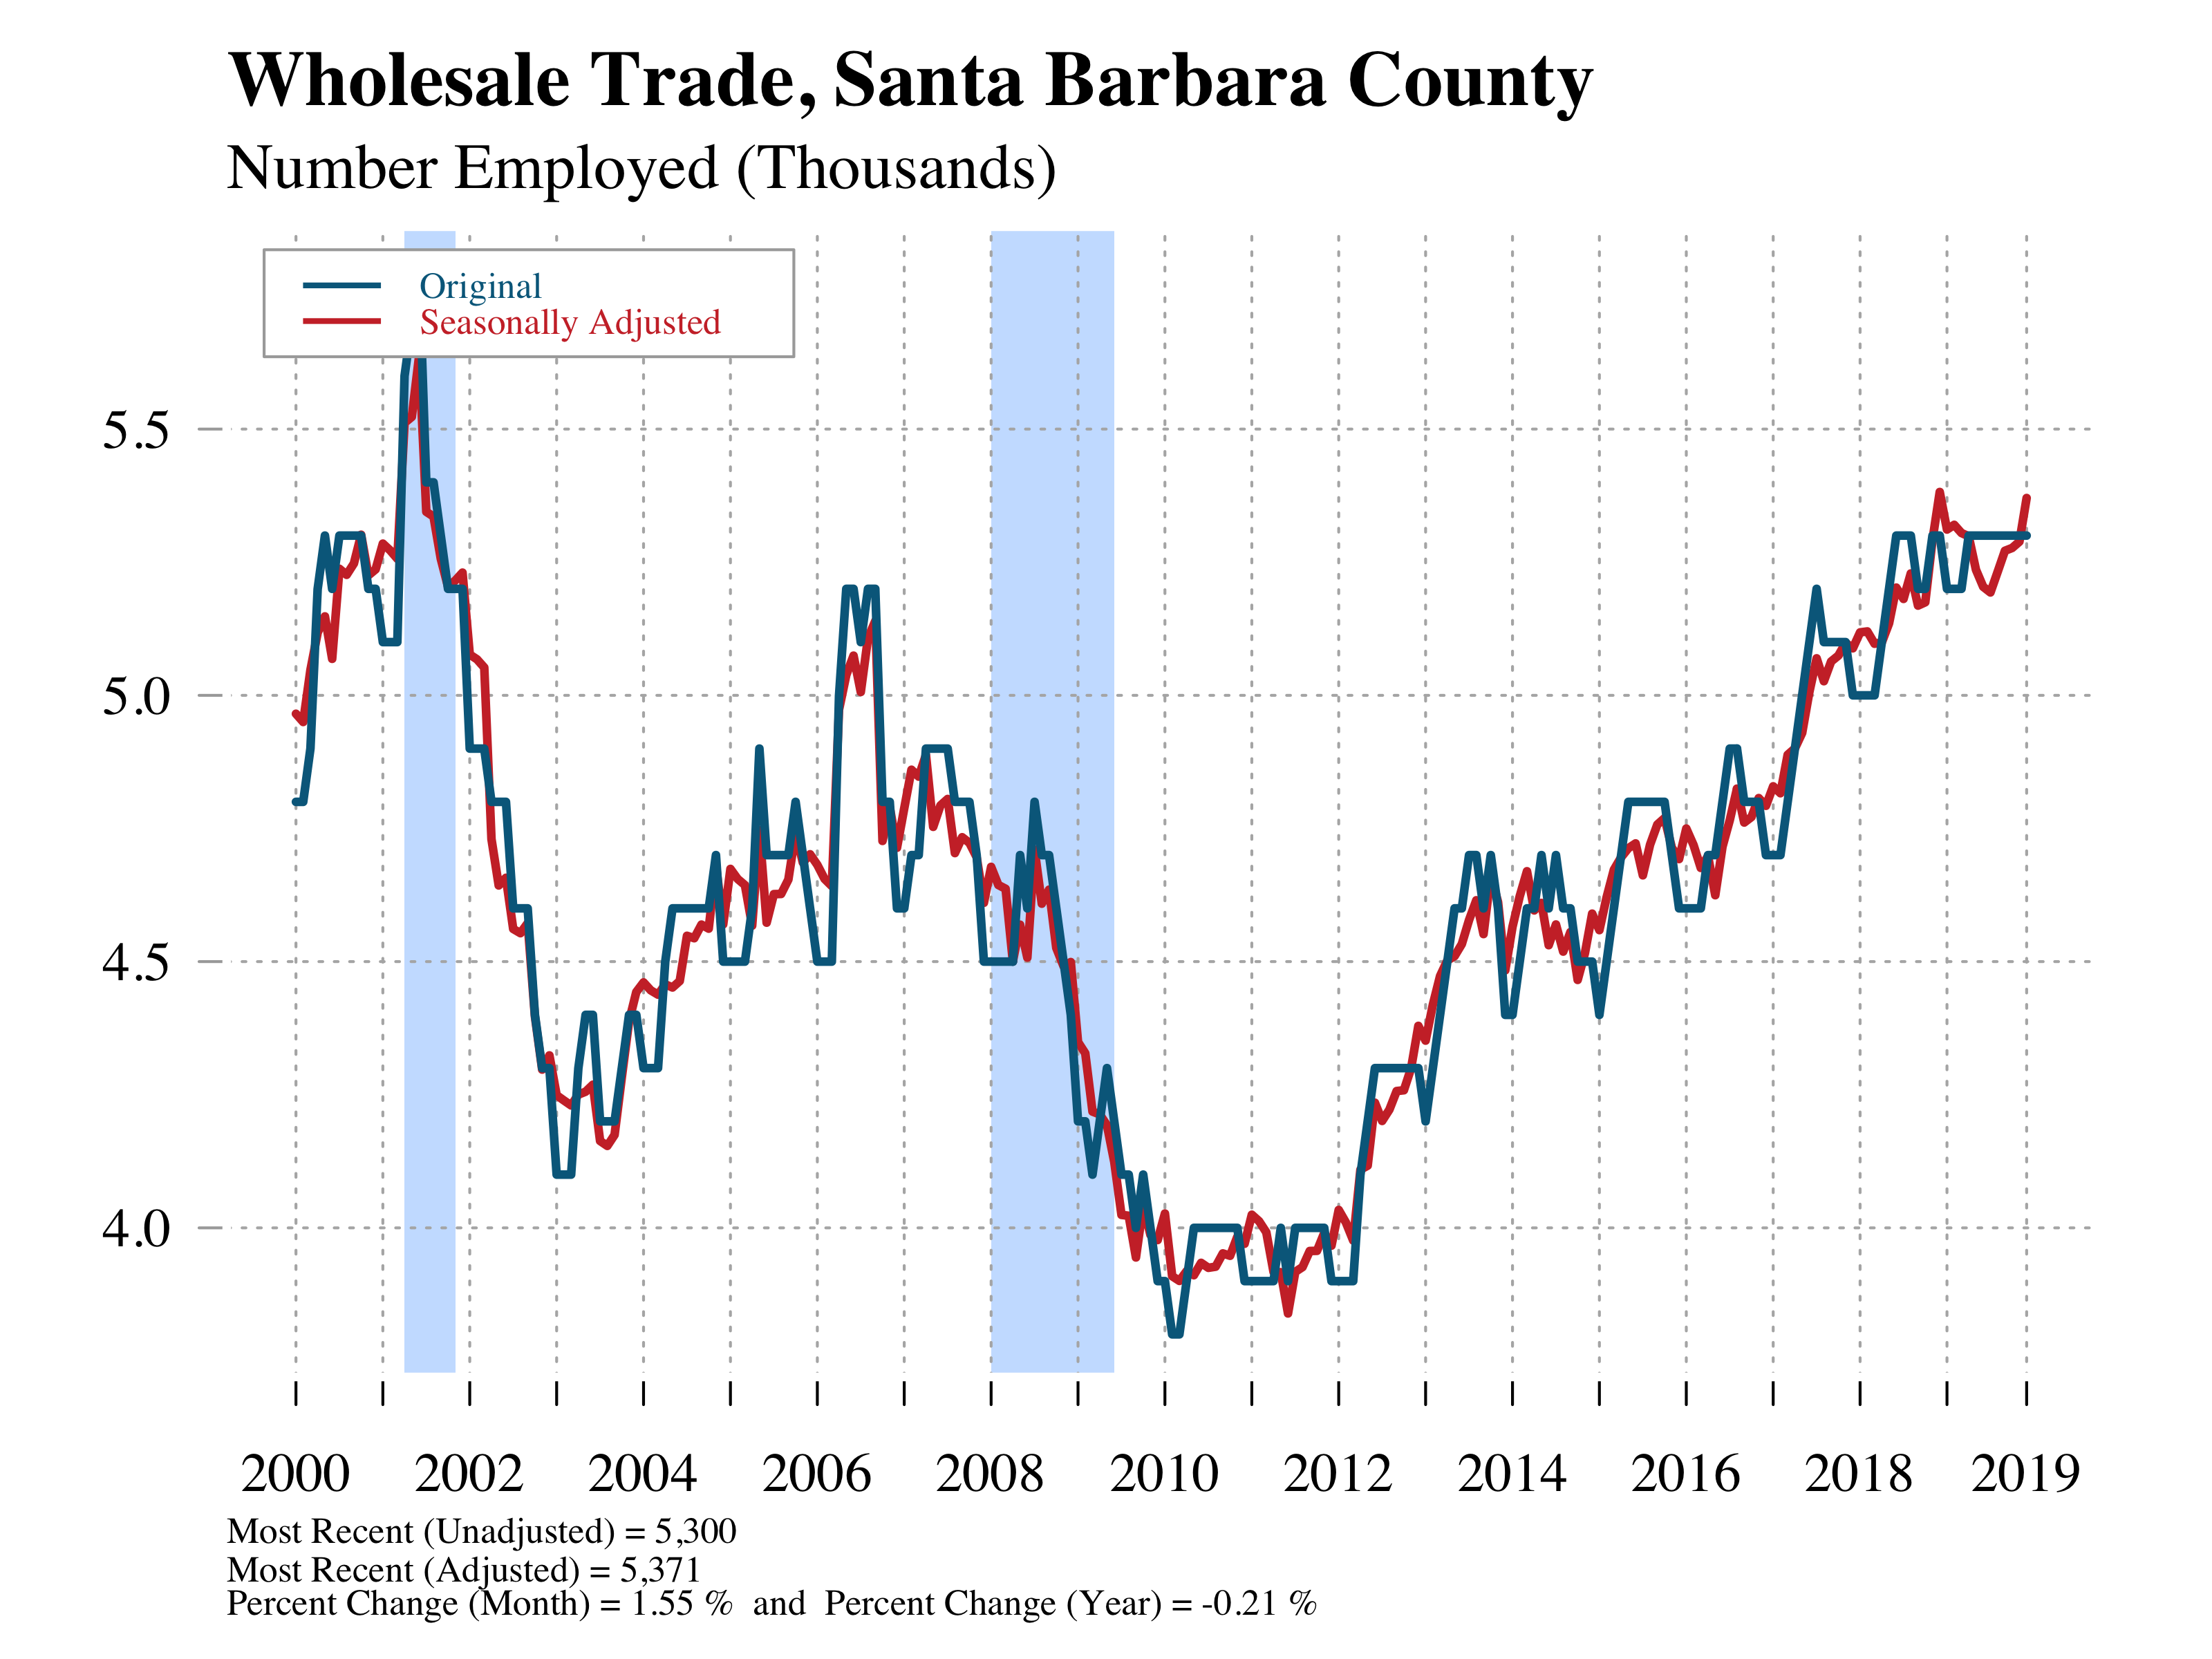 Wholesale Trade, Santa Barbara County
Number Employed (Thousands)
Original
Seasonally Adjusted
5.5
5.0
4.5
4.0
2000 2002 2004 2006 2008 2010 2012 2014 2016 2018 2019
Most Recent (Unadjusted) = 5,300
Most Recent (Adjusted) = 5,371
Percent Change (Month) = 1.55 % and Percent Change (Year) = -0.21 %